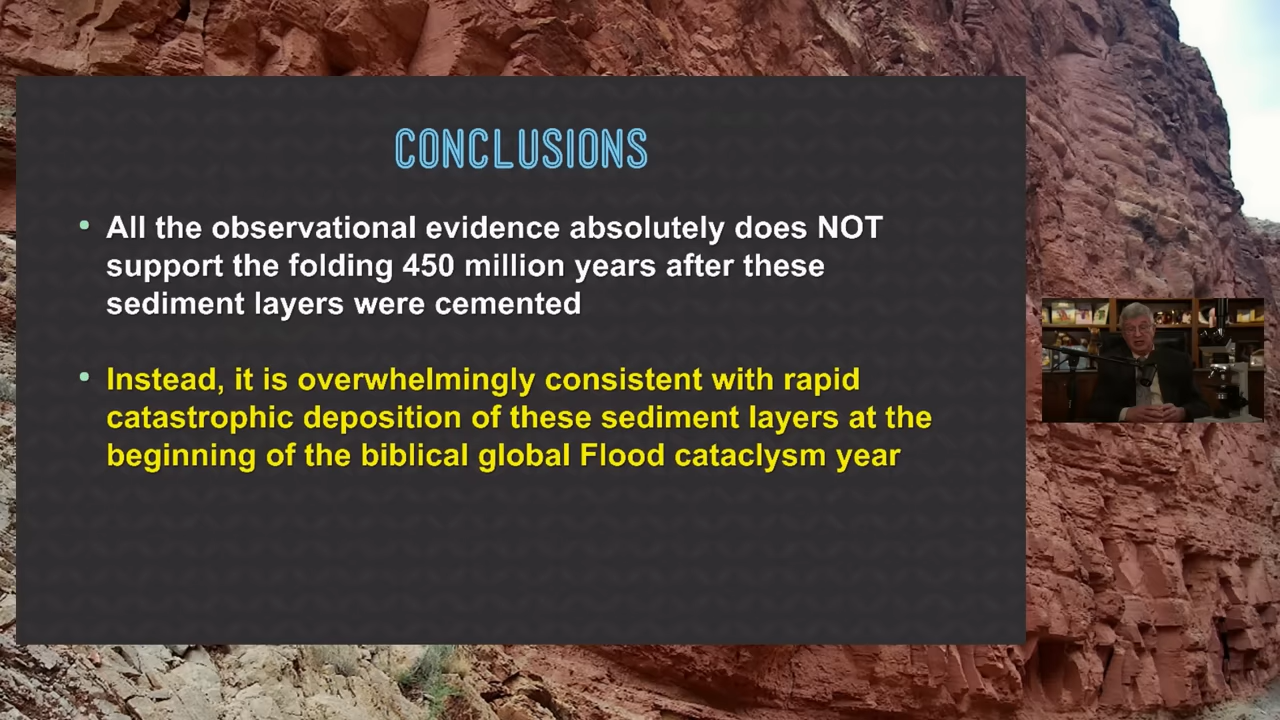 CONCLUSIONS
• All the observational evidence absolutely does NOT
support the folding 450 million years after these
sediment layers were cemented
• Instead, it is overwhelmingly consistent with rapid
catastrophic deposition of these sediment layers at the
beginning of the biblical global Flood cataclysm year